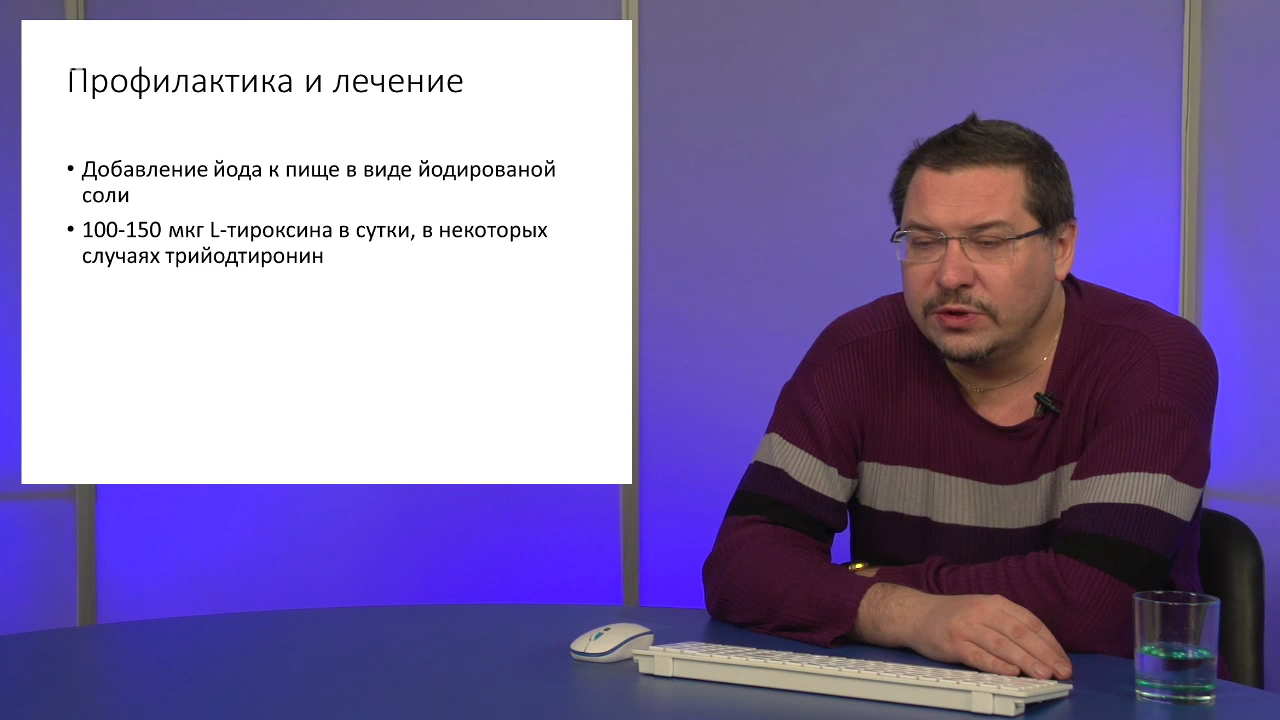 Профилактика и лечение
• Добавление йода к пище в виде йодированой
соли
• 100-150 мкг L-тироксина в сутки, в некоторых
случаях трийодтиронин